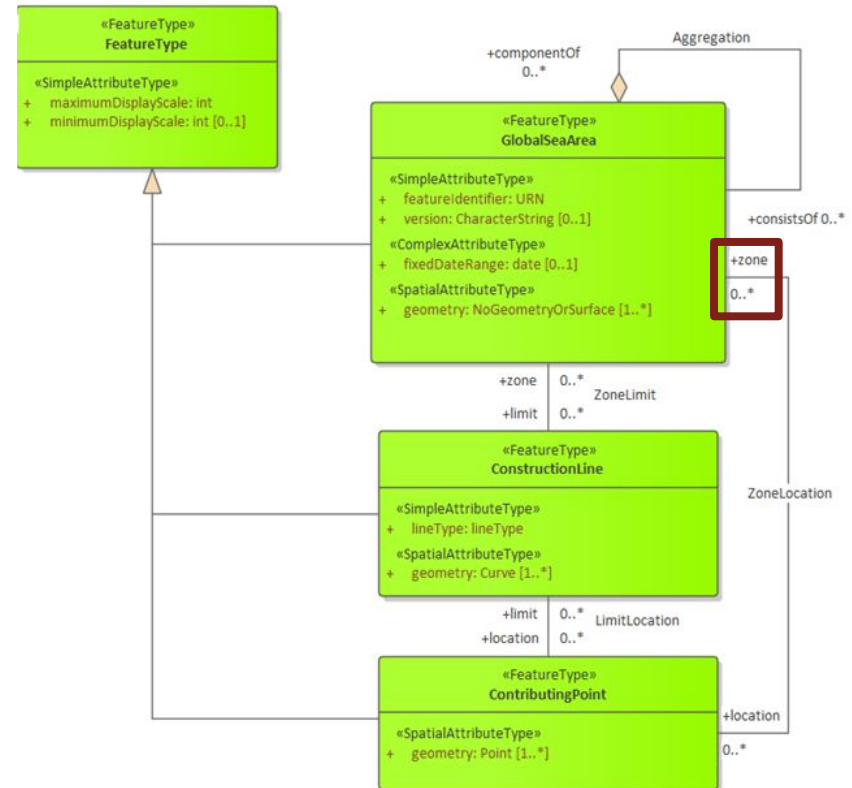 «FeatureType»
FeatureType
«SimpleAttributeType»
+ maximumDisplayScale: int
+ minimumDisplayScale: int [0..1]
+componentOf
0..*
Aggregation
«FeatureType»
GlobalSeaArea
«SimpleAttributeType»
+ featureIdentifier: URN
+ version: CharacterString [0..1]
«ComplexAttributeType»
+ fixedDateRange: date [0..1]
«SpatialAttributeType»
+ geometry: NoGeometryOrSurface [1..*]
+consistsOf 0..*
+zone
0..*
+zone 0..*
ZoneLimit
+limit 0..*
«FeatureType»
ConstructionLine
«SimpleAttributeType»
+ lineType: lineType
«SpatialAttributeType»
+ geometry: Curve [1..*]
ZoneLocation
+limit 0..*
LimitLocation
+location 0..*
«FeatureType»
ContributingPoint
«SpatialAttributeType»
+ geometry: Point [1..*]
+location
0..*